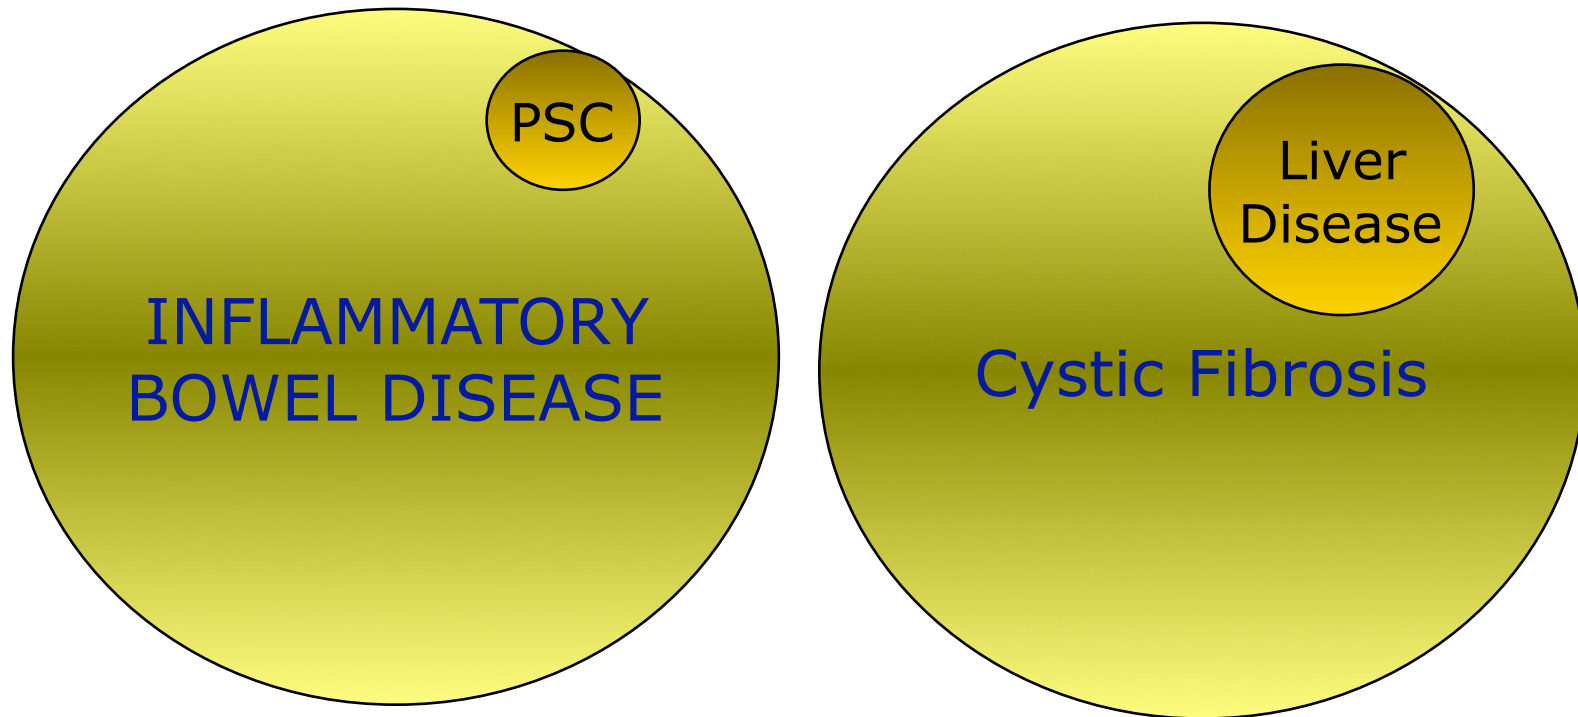 PSC
INFLAMMATORY
BOWEL DISEASE
Liver
Disease
Cystic Fibrosis